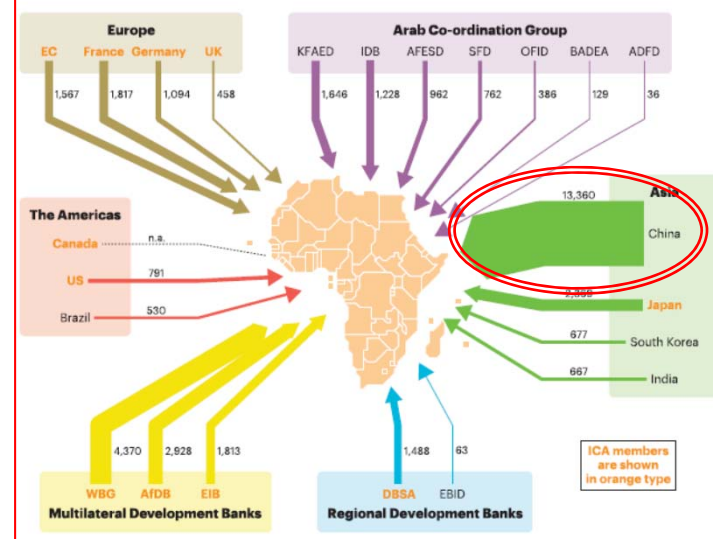 Europe
EC France Germany UK
1,567 1,817 1,094 458
Arab Co-ordination Group
KFAED IDB AFESD SFD OFID BADEA ADFD
1,646 1,228 962 762 386 129 36
The Americas
Canada n.a.
US 791
Brazil 530
Asia
13,360
China
Japan
677
South Korea
667
India
4,370 2,928 1,813
WBG AfDB EIB
Multilateral Development Banks
1,488 63
DBSA EBID
Regional Development Banks
ICA members
are shown
in orange type